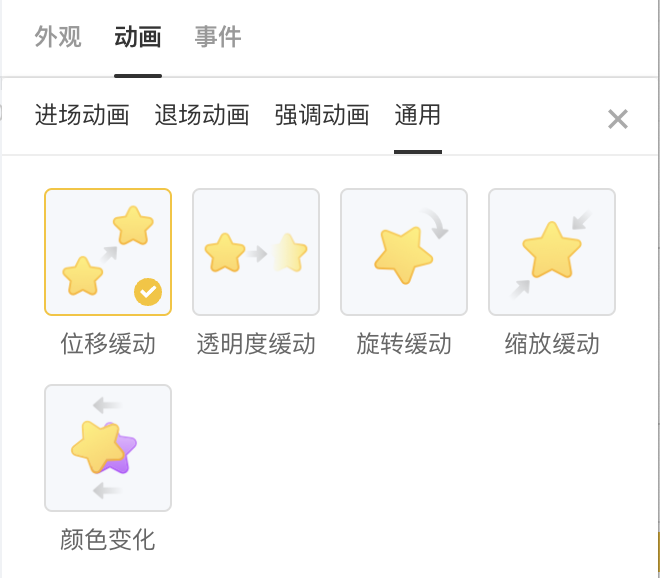 外观 动画 事件
进场动画 退场动画 强调动画 通用
位移缓动 透明度缓动 旋转缓动 缩放缓动
颜色变化